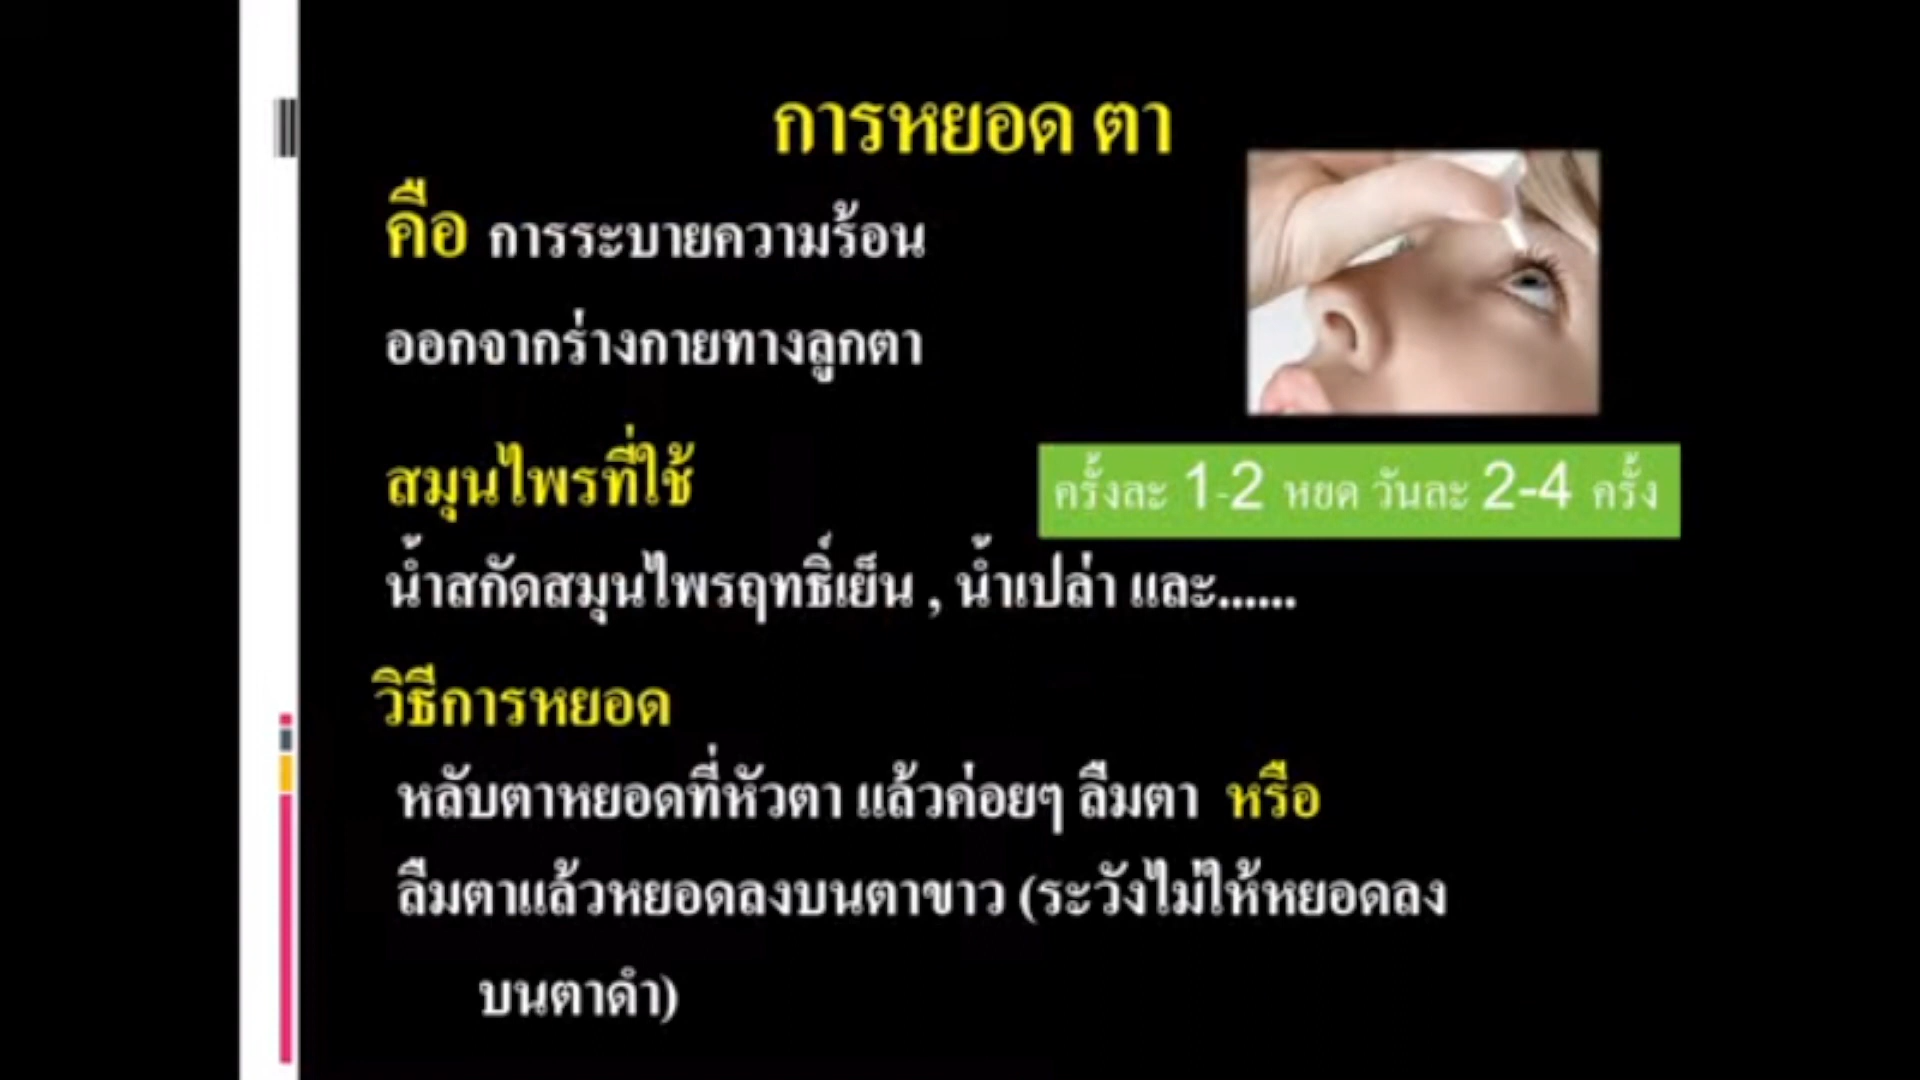 การหยอด ตา
คือ การระบายความร้อน
ออกจากร่างกายทางลูกตา
สมุนไพรที่ใช้
ครั้งละ 1-2 หยด วันละ 2-4 ครั้ง
น้ำสกัดสมุนไพรฤทธิ์เย็น , น้ำเปล่า และ......
วิธีการหยอด
หลับตาหยอดที่หัวตา แล้วค่อยๆ ลืมตา หรือ
ลืมตาแล้วหยอดลงบนตาขาว (ระวังไม่ให้หยอดลง
บนตาดำ)